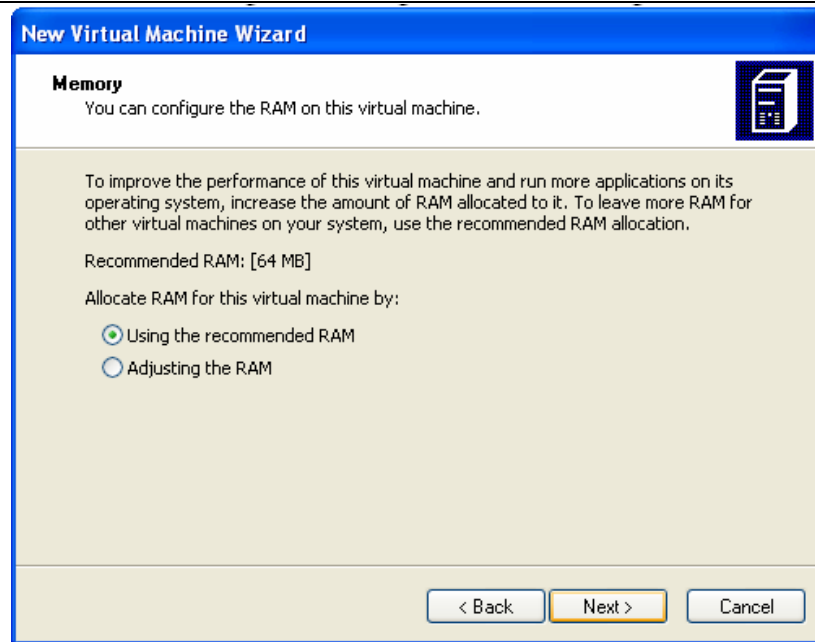 New Virtual Machine Wizard
Memory
You can configure the RAM on this virtual machine.
To improve the performance of this virtual machine and run more applications on its
operating system, increase the amount of RAM allocated to it. To leave more RAM for
other virtual machines on your system, use the recommended RAM allocation.
Recommended RAM: [64 MB]
Allocate RAM for this virtual machine by:
Using the recommended RAM
Adjusting the RAM
< Back Next > Cancel